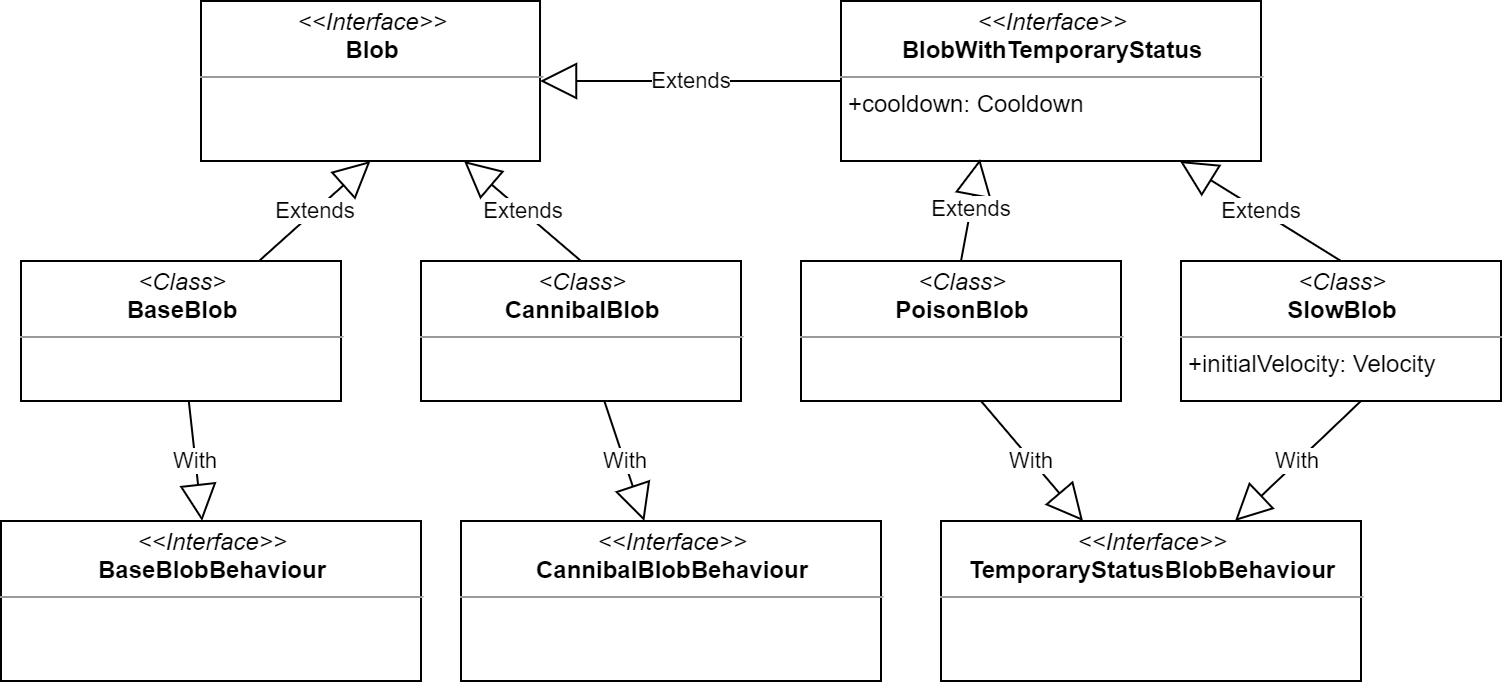 <<Interface>>
Blob
<<Interface>>
BlobWithTemporaryStatus
Extends
+cooldown: Cooldown
Extends
Extends
Extends
Extends
<Class>
BaseBlob
<Class>
CannibalBlob
<Class>
PoisonBlob
<Class>
SlowBlob
+initialVelocity: Velocity
With
With
With
With
<<Interface>>
BaseBlobBehaviour
<<Interface>>
CannibalBlobBehaviour
<<Interface>>
TemporaryStatusBlobBehaviour